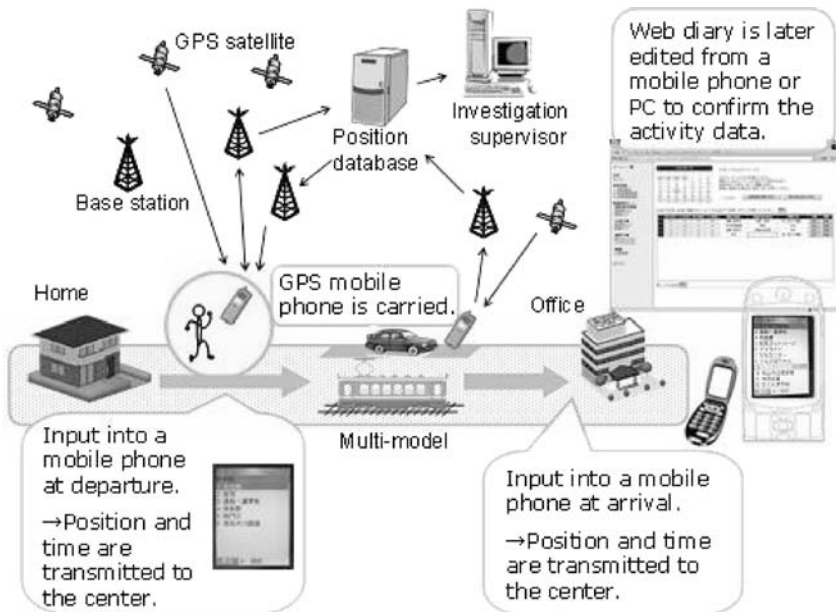 GPS satellite
Web diary is later
edited from a
mobile phone or
PC to confirm the
activity data.
Position
database
Investigation
supervisor
Base station
Home
GPS mobile
phone is carried.
Office
Multi-model
Input into a
mobile phone
at departure.
→Position and
time are
transmitted to
the center.
Input into a mobile
phone at arrival.
→Position and time
are transmitted to
the center.